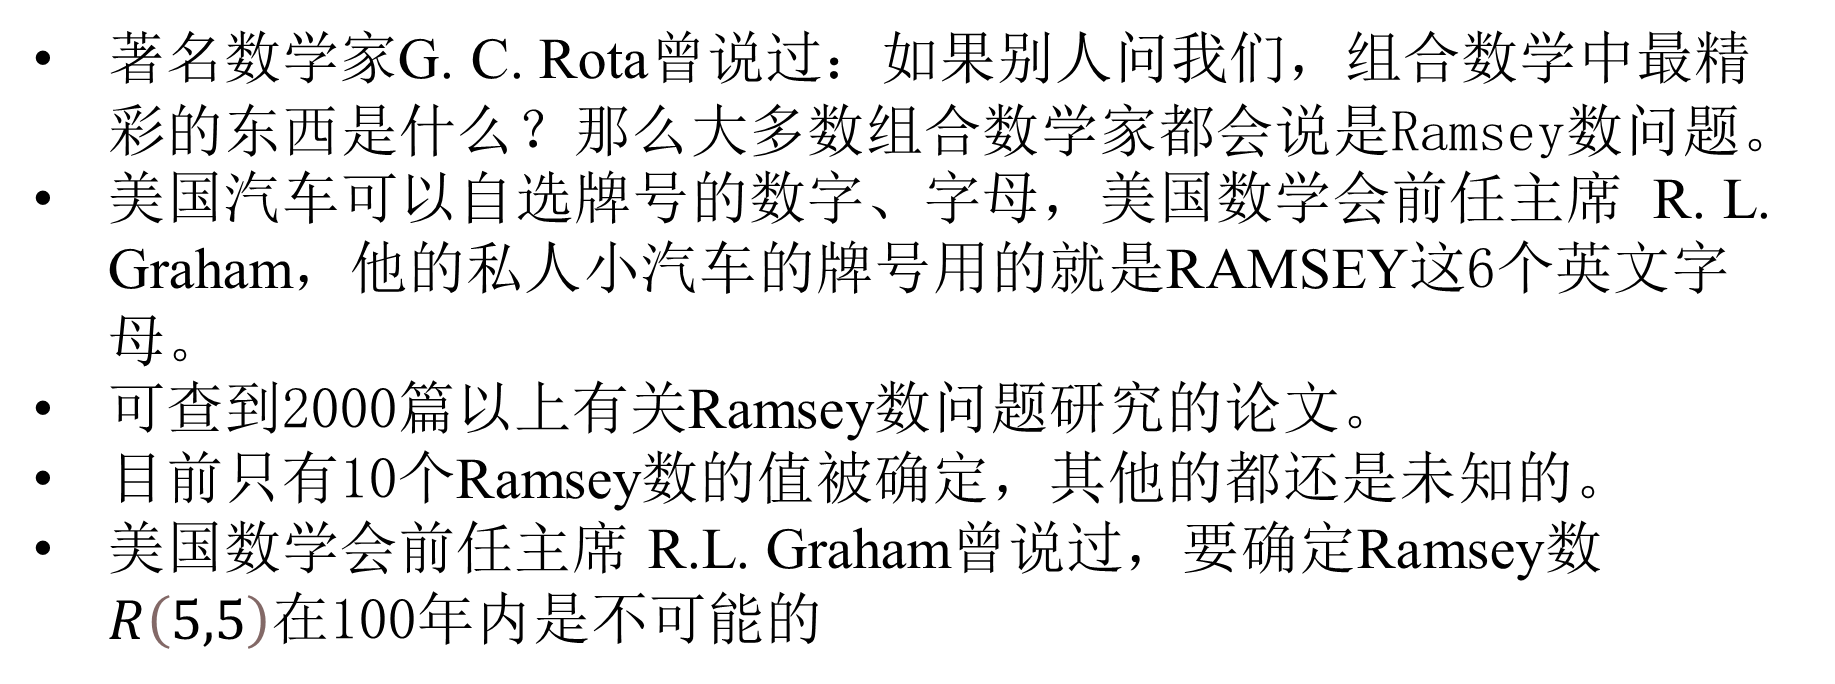 • 著名数学家G. C. Rota曾说过：如果别人问我们，组合数学中最精
彩的东西是什么？那么大多数组合数学家都会说是Ramsey数问题。
• 美国汽车可以自选牌号的数字、字母，美国数学会前任主席 R. L.
Graham，他的私人小汽车的牌号用的就是RAMSEY这6个英文字
母。
• 可查到2000篇以上有关Ramsey数问题研究的论文。
• 目前只有10个Ramsey数的值被确定，其他的都还是未知的。
• 美国数学会前任主席 R.L. Graham曾说过，要确定Ramsey数
R(5,5)在100年内是不可能的